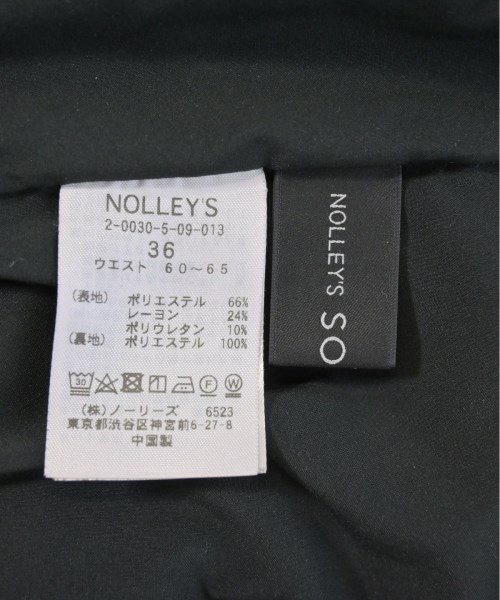 NOLLEY'S
2-0030-5-09-013
36
ウエスト 60～65
(表地) ポリエステル 66%
レーヨン 24%
ポリウレタン 10%
(裏地) ポリエステル 100%
30
F W
(株)ノーリーズ 6523
東京都渋谷区神宮前6-27-8
中国製
NOLLEY'S SO